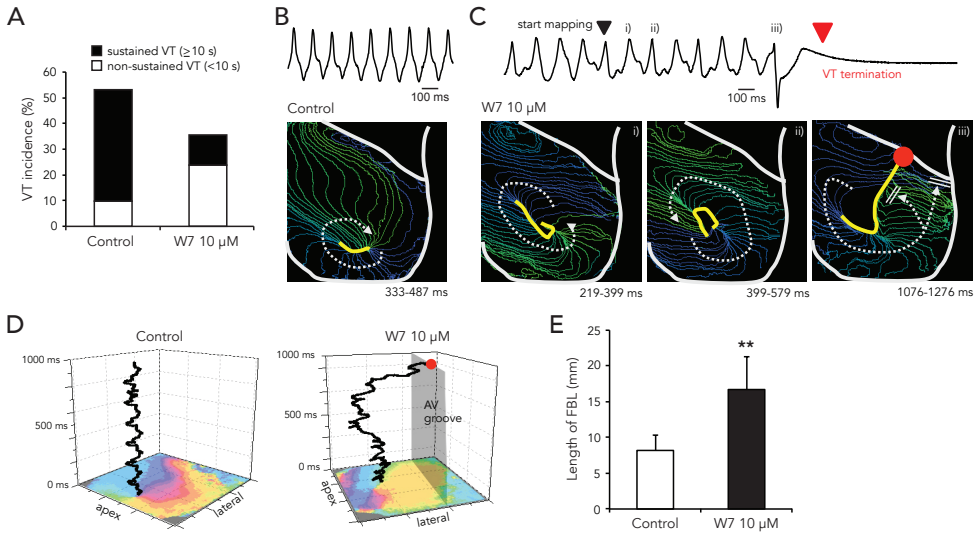 A
sustained VT (≥10 s)
non-sustained VT (<10 s)
VT incidence (%)
60
50
40
30
20
10
0
Control
W7 10 µM
B
100 ms
Control
333-487 ms
C
start mapping
i)
ii)
iii)
100 ms
VT termination
W7 10 µM
i)
ii)
iii)
219-399 ms
399-579 ms
1076-1276 ms
D
Control
1000 ms
500 ms
0 ms
apex
lateral
W7 10 µM
1000 ms
500 ms
0 ms
AV
groove
apex
lateral
E
Length of FBL (mm)
25
20
15
10
5
0
**
Control
W7 10 µM